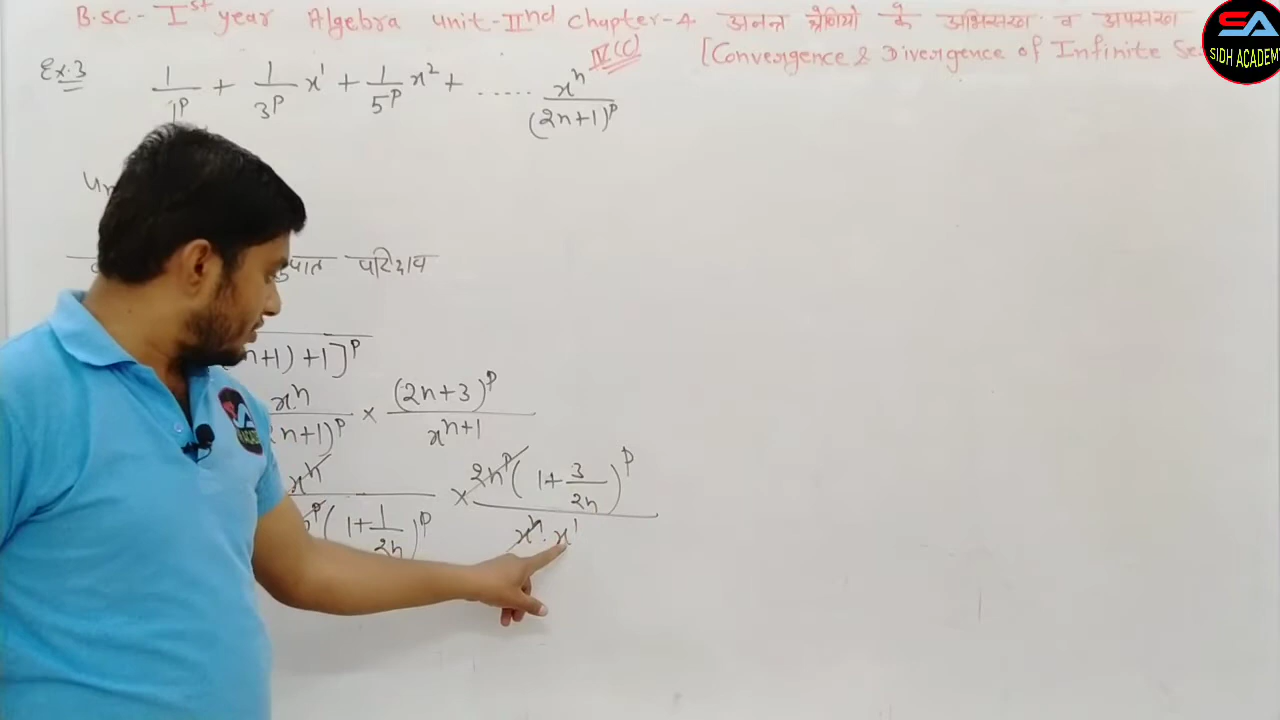 B.sc.- Ist year Algebra unit-IInd Chapter-4 अनन्त श्रेणियों के अभिसरण व अपसरण
IV(C) [Convergence & Divergence of Infinite Se
SA
SIDH ACADEMY
Ex.3 1/1^P + 1/3^P x^1 + 1/5^P x^2 + ...... x^n/(2n+1)^P
Un
पात परिक्षण
n+1)+1]^P
x^n/(2n+1)^P × (2n+3)^P/x^{n+1}
x^n/n^P(1+1/2n)^P × 2n^P(1+3/2n)^P/x^n.x^1